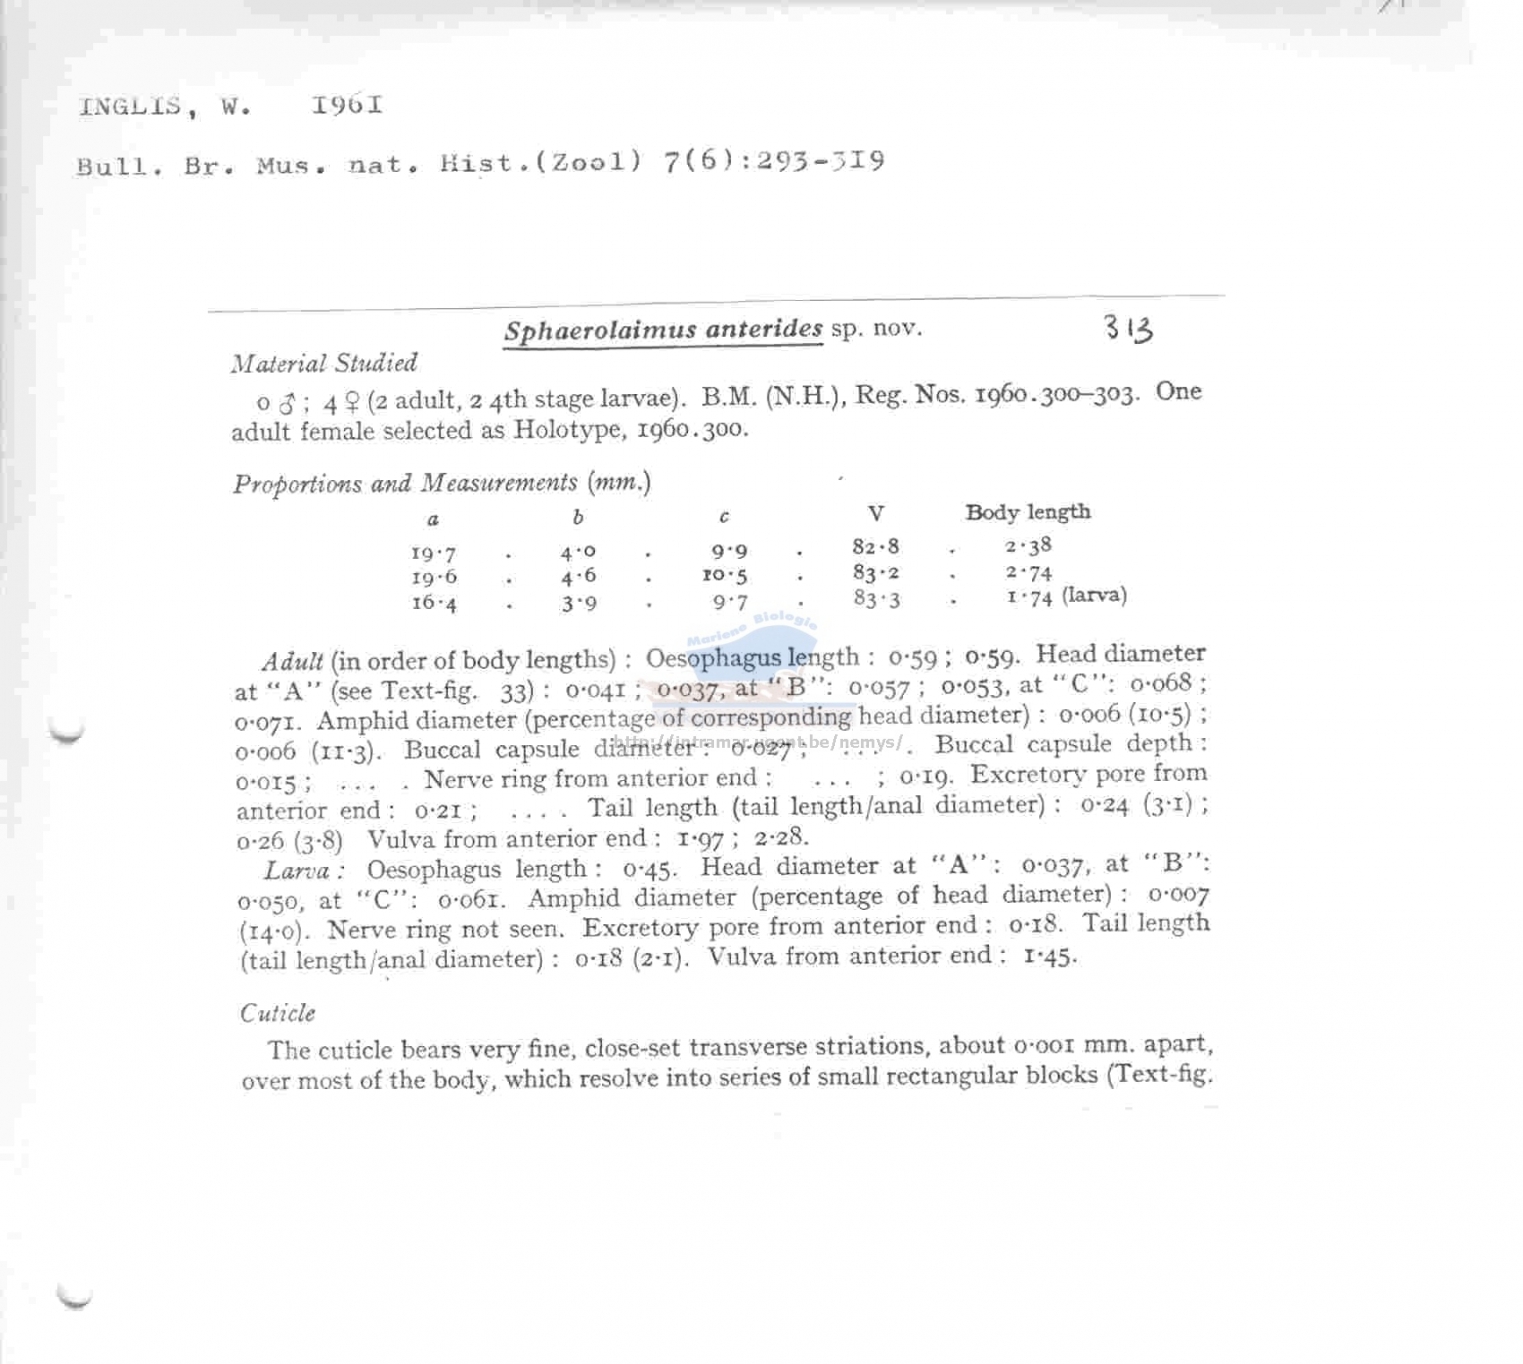 INGLIS, W. 1961
Bull. Br. Mus. nat. Hist.(Zool) 7(6):293-319
Sphaerolaimus anterides sp. nov. 313
Material Studied
0 ♂; 4 ♀ (2 adult, 2 4th stage larvae). B.M. (N.H.), Reg. Nos. 1960.300–303. One
adult female selected as Holotype, 1960.300.
Proportions and Measurements (mm.)
a b c V Body length
19·7 . 4·0 . 9·9 . 82·8 . 2·38
19·6 . 4·6 . 10·5 . 83·2 . 2·74
16·4 . 3·9 . 9·7 . 83·3 . 1·74 (larva)
Mariene Biologie
Adult (in order of body lengths) : Oesophagus length : 0·59 ; 0·59. Head diameter
at “A” (see Text-fig. 33) : 0·041 ; 0·037, at “B”: 0·057 ; 0·053, at “C”: 0·068 ;
0·071. Amphid diameter (percentage of corresponding head diameter) : 0·006 (10·5) ;
0·006 (11·3). Buccal capsule diameter : 0·027 ; . . . . Buccal capsule depth :
http://intramar.ugent.be/nemys/
0·015 ; . . . . Nerve ring from anterior end : . . . ; 0·19. Excretory pore from
anterior end : 0·21 ; . . . . Tail length (tail length/anal diameter) : 0·24 (3·1) ;
0·26 (3·8) Vulva from anterior end : 1·97 ; 2·28.
Larva : Oesophagus length : 0·45. Head diameter at “A”: 0·037, at “B”:
0·050, at “C”: 0·061. Amphid diameter (percentage of head diameter) : 0·007
(14·0). Nerve ring not seen. Excretory pore from anterior end : 0·18. Tail length
(tail length/anal diameter) : 0·18 (2·1). Vulva from anterior end : 1·45.
Cuticle
The cuticle bears very fine, close-set transverse striations, about 0·001 mm. apart,
over most of the body, which resolve into series of small rectangular blocks (Text-fig.